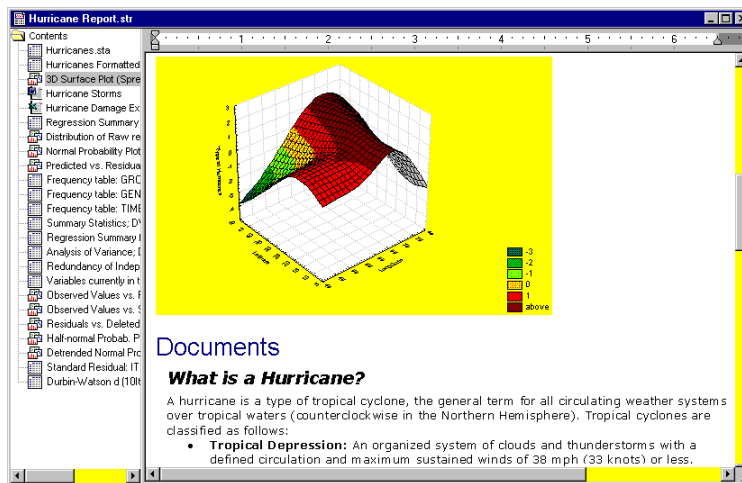 Hurricane Report.str
Contents
Hurricanes.sta
Hurricanes Formatted
3D Surface Plot (Spre
Hurricane Storms
Hurricane Damage Ex
Regression Summary
Distribution of Raw re
Normal Probability Plot
Predicted vs. Residua
Frequency table: GRC
Frequency table: GEN
Frequency table: TIME
Summary Statistics; D
Regression Summary
Analysis of Variance; D
Redundancy of Indep
Variables currently in t
Observed Values vs. F
Observed Values vs. S
Residuals vs. Deleted
Half-normal Probab. P
Detrended Normal Pro
Standard Residual: IT
Durbin-Watson d (10It
1 2 3 4 5 6
Latitude
Longitude
-3
-2
-1
0
1
above
Documents
What is a Hurricane?
A hurricane is a type of tropical cyclone, the general term for all circulating weather systems
over tropical waters (counterclockwise in the Northern Hemisphere). Tropical cyclones are
classified as follows:
• Tropical Depression: An organized system of clouds and thunderstorms with a
defined circulation and maximum sustained winds of 38 mph (33 knots) or less.